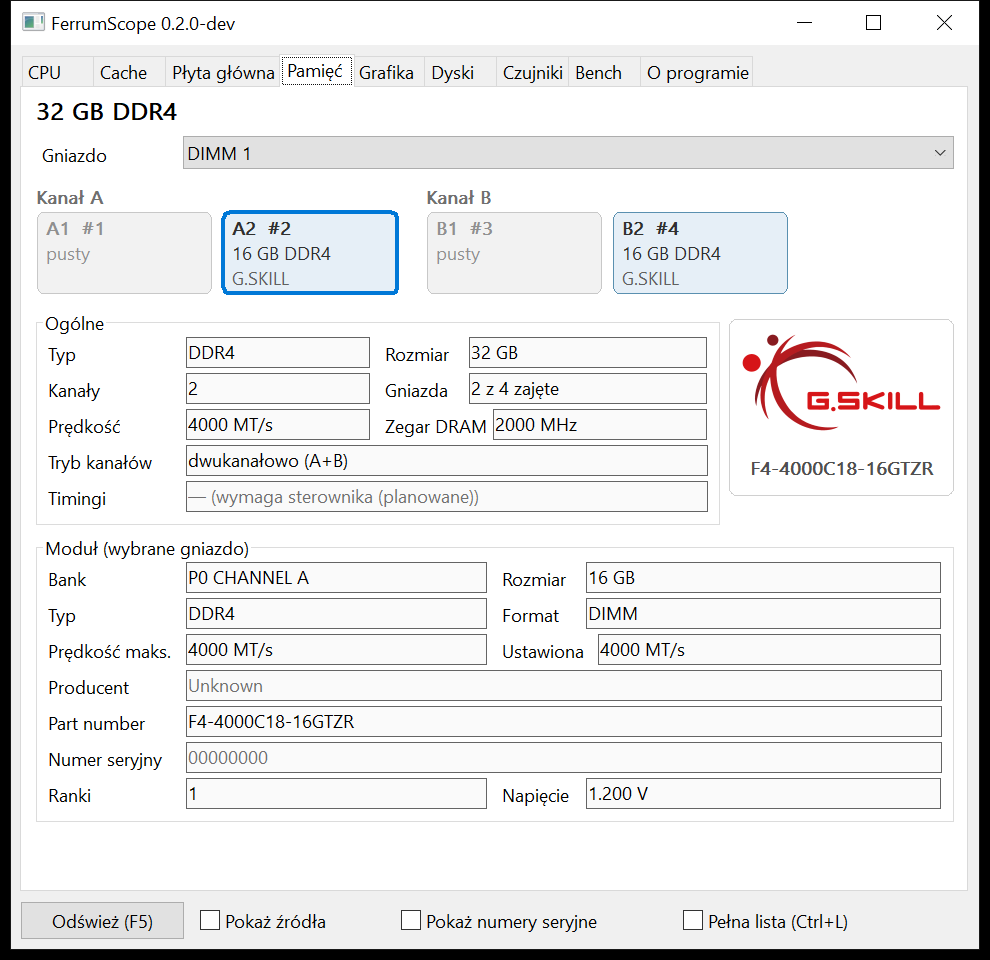 FerrumScope 0.2.0-dev
CPU Cache Płyta główna Pamięć Grafika Dyski Czujniki Bench O programie
32 GB DDR4
Gniazdo DIMM 1
Kanał A Kanał B
A1 #1 A2 #2 B1 #3 B2 #4
pusty 16 GB DDR4 pusty 16 GB DDR4
G.SKILL G.SKILL
Ogólne
Typ DDR4 Rozmiar 32 GB
Kanały 2 Gniazda 2 z 4 zajęte
Prędkość 4000 MT/s Zegar DRAM 2000 MHz
Tryb kanałów dwukanałowo (A+B)
Timingi — (wymaga sterownika (planowane))
G.SKILL
F4-4000C18-16GTZR
Moduł (wybrane gniazdo)
Bank P0 CHANNEL A Rozmiar 16 GB
Typ DDR4 Format DIMM
Prędkość maks. 4000 MT/s Ustawiona 4000 MT/s
Producent Unknown
Part number F4-4000C18-16GTZR
Numer seryjny 00000000
Ranki 1 Napięcie 1.200 V
Odśwież (F5) Pokaż źródła Pokaż numery seryjne Pełna lista (Ctrl+L)